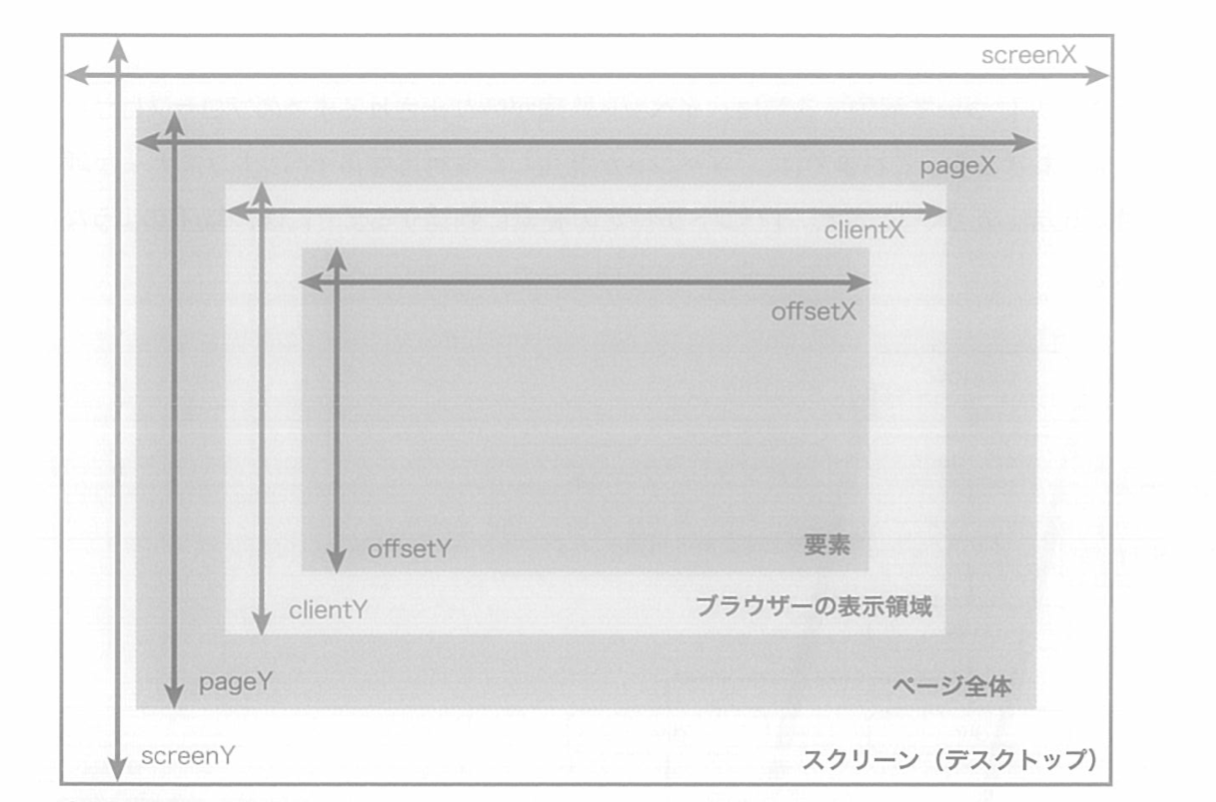 screenX
pageX
clientX
offsetX
offsetY
要素
clientY
ブラウザーの表示領域
pageY
ページ全体
screenY
スクリーン（デスクトップ）